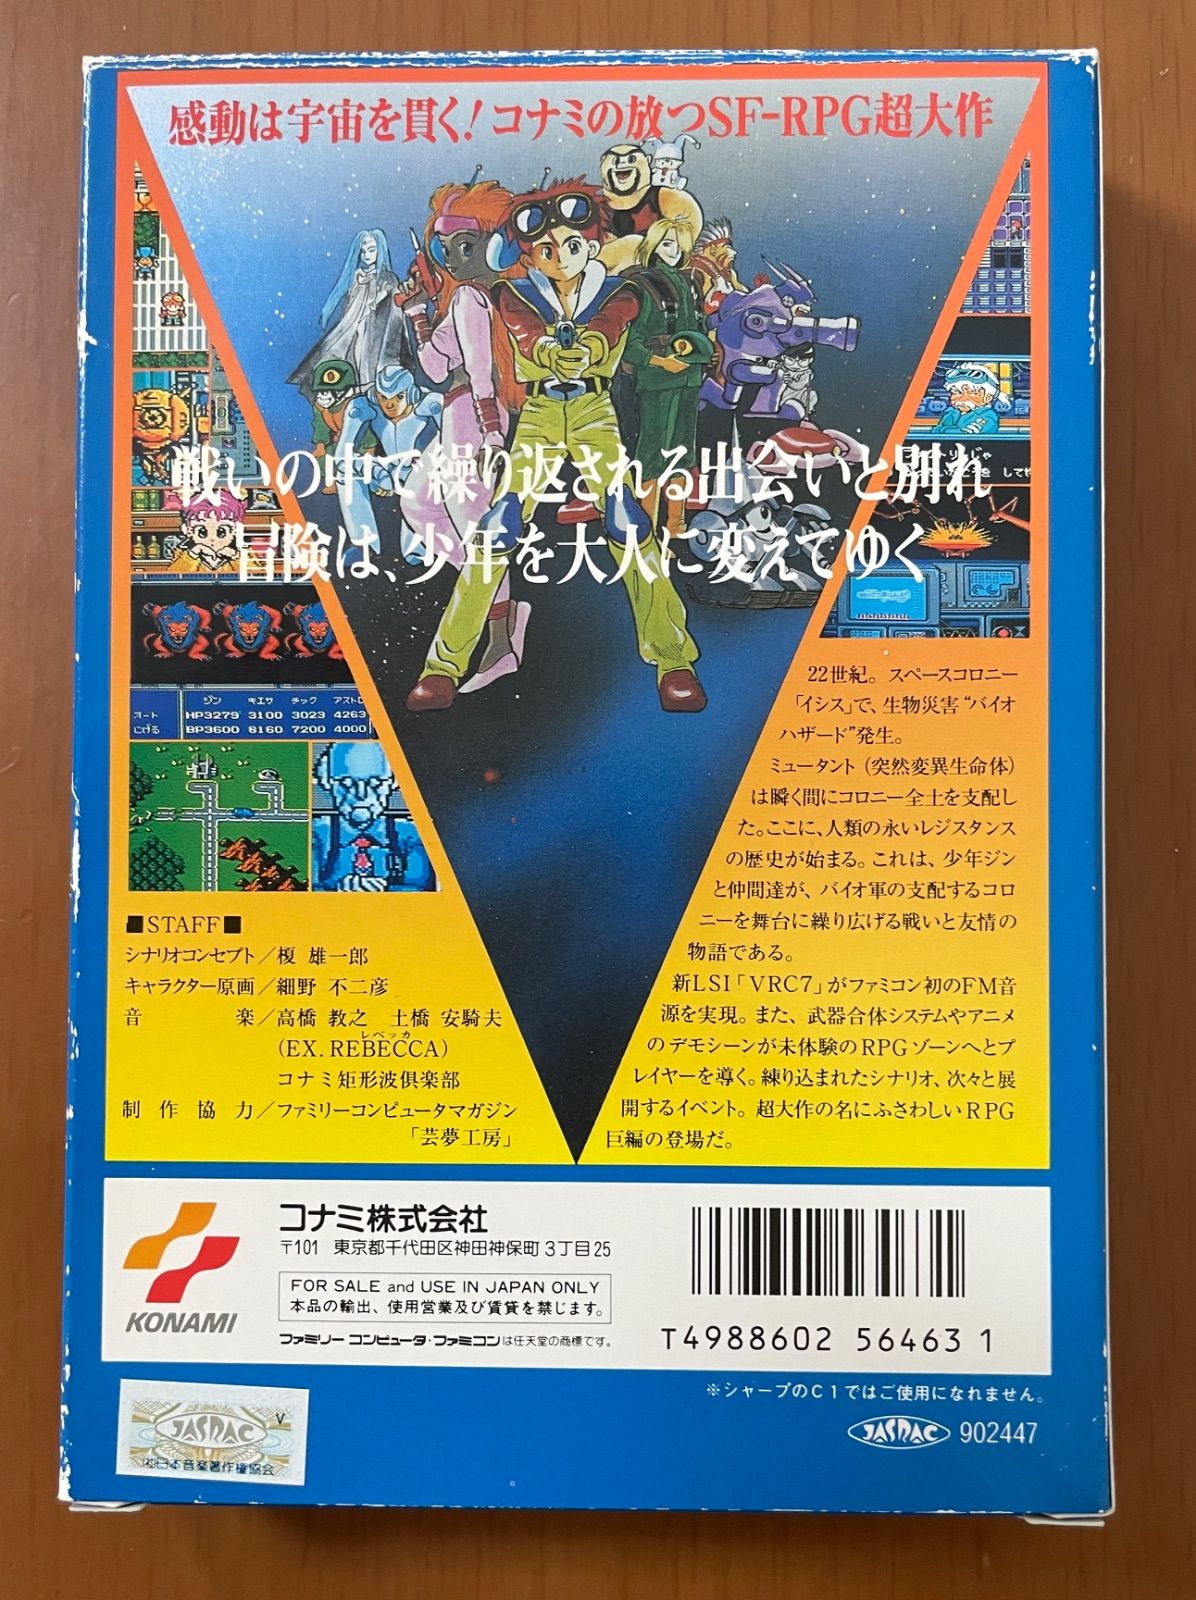 感動は宇宙を貫く!コナミの放つSF-RPG超大作
戦いの中で繰り返される出会いと別れ
冒険は、少年を大人に変えてゆく
ジン キエサ チック アストロ
オート HP3279 3100 3023 4263
にげる BP3600 6160 7200 4000
22世紀。スペースコロニー
「イシス」で、生物災害“バイオ
ハザード”発生。
ミュータント(突然変異生命体)
は瞬く間にコロニー全土を支配し
た。ここに、人類の永いレジスタンス
の歴史が始まる。これは、少年ジン
と仲間達が、バイオ軍の支配するコロ
ニーを舞台に繰り広げる戦いと友情の
物語である。
新LSI「VRC7」がファミコン初のFM音
源を実現。また、武器合体システムやアニメ
のデモシーンが未体験のRPGゾーンへとプ
レイヤーを導く。練り込まれたシナリオ、次々と展
開するイベント。超大作の名にふさわしいRPG
巨編の登場だ。
■STAFF■
シナリオコンセプト/榎 雄一郎
キャラクター原画/細野 不二彦
音 楽/高橋 教之 土橋 安騎夫
レベッカ
(EX. REBECCA)
コナミ矩形波倶楽部
制作協力/ファミリーコンピュータマガジン
「芸夢工房」
KONAMI
コナミ株式会社
〒101 東京都千代田区神田神保町3丁目25
FOR SALE and USE IN JAPAN ONLY
本品の輸出、使用営業及び賃貸を禁じます。
ファミリーコンピュータ・ファミコンは任天堂の商標です。
T4988602 56463 1
※シャープのC1ではご使用になれません。
JASRAC 902447
JASRAC V
㈳日本音楽著作権協会